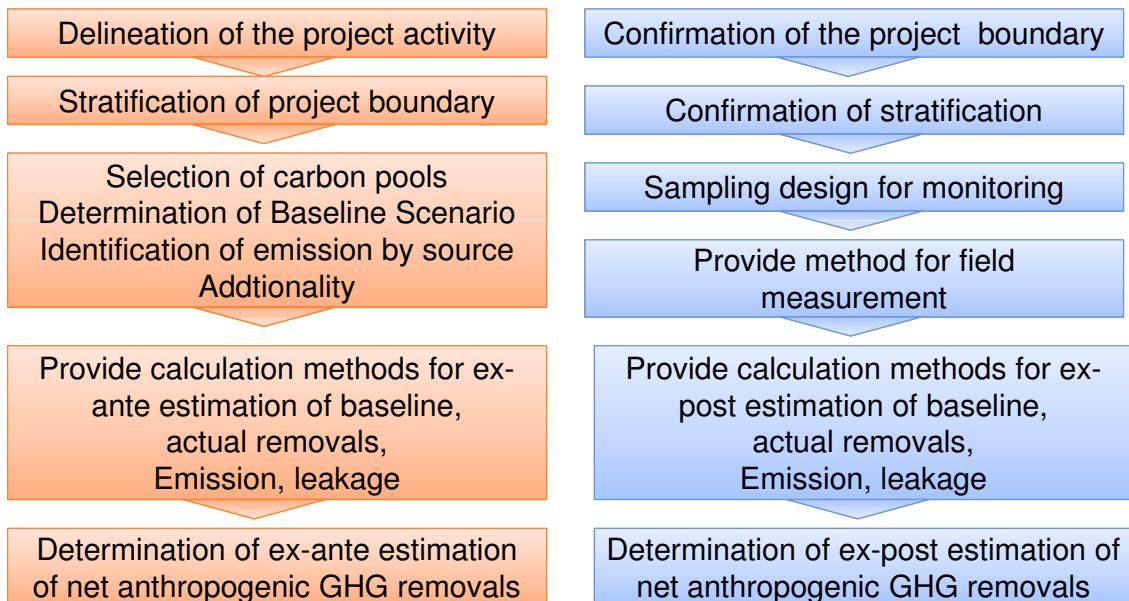 Delineation of the project activity
Stratification of project boundary
Selection of carbon pools
Determination of Baseline Scenario
Identification of emission by source
Addtionality
Provide calculation methods for ex-
ante estimation of baseline,
actual removals,
Emission, leakage
Determination of ex-ante estimation
of net anthropogenic GHG removals
Confirmation of the project boundary
Confirmation of stratification
Sampling design for monitoring
Provide method for field
measurement
Provide calculation methods for ex-
post estimation of baseline,
actual removals,
Emission, leakage
Determination of ex-post estimation of
net anthropogenic GHG removals